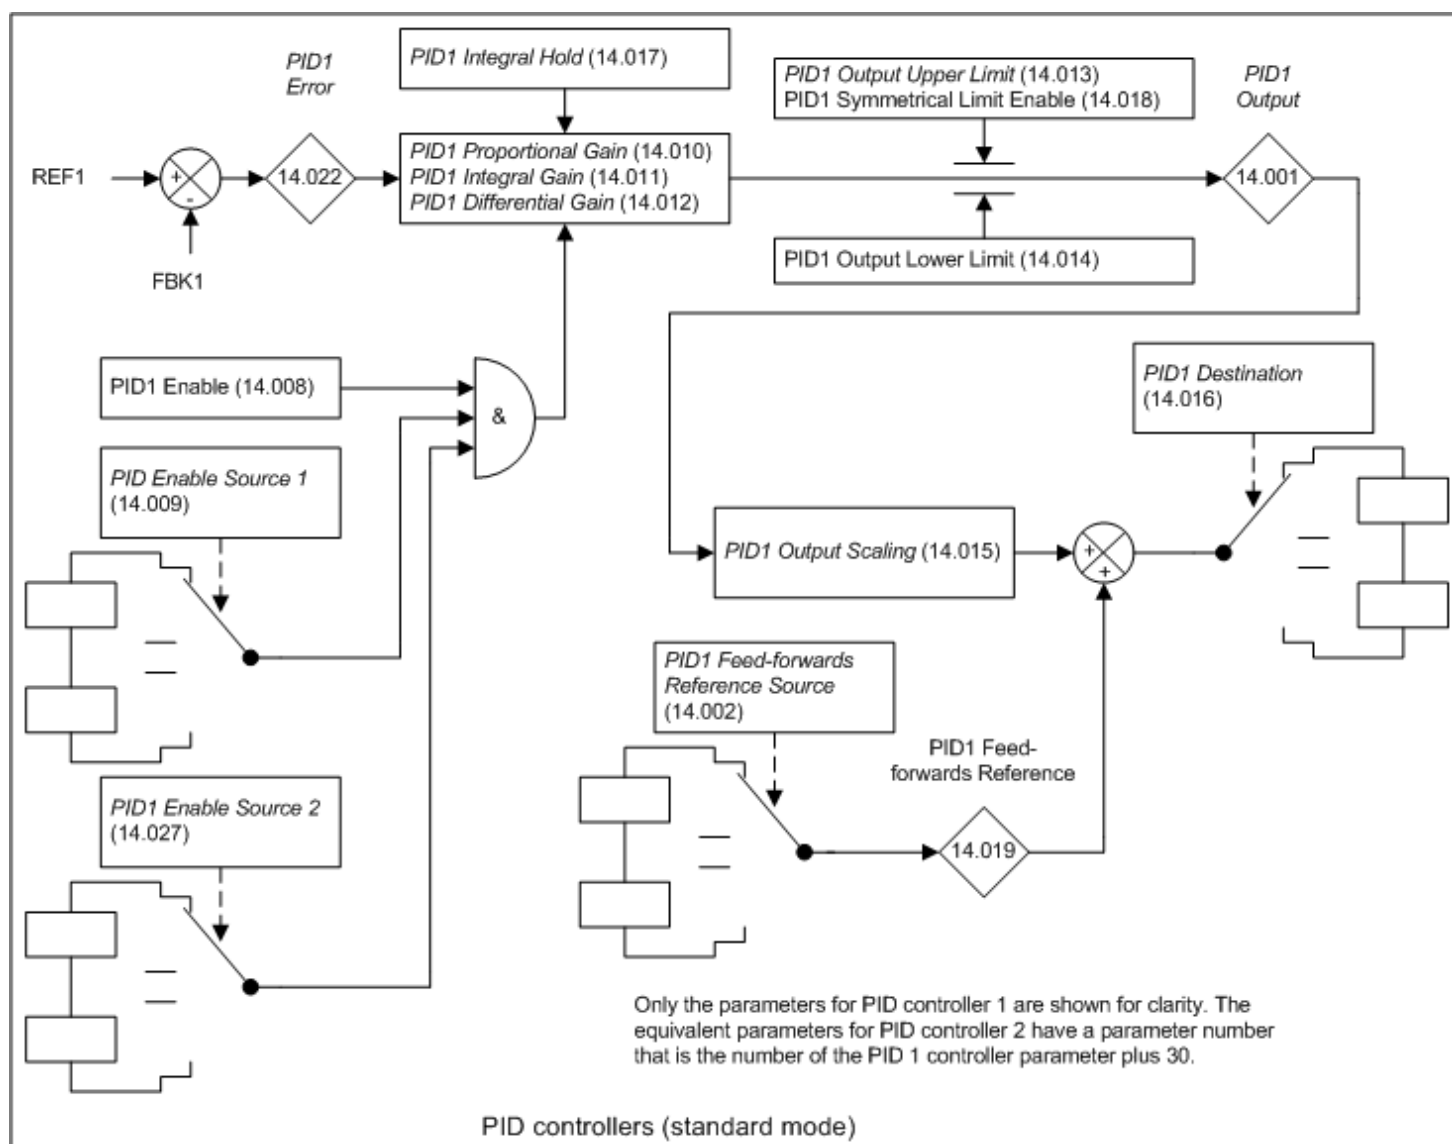 PID1
Error
PID1 Integral Hold (14.017)
PID1 Output Upper Limit (14.013)
PID1 Symmetrical Limit Enable (14.018)
PID1
Output
REF1
+
-
14.022
PID1 Proportional Gain (14.010)
PID1 Integral Gain (14.011)
PID1 Differential Gain (14.012)
14.001
FBK1
PID1 Output Lower Limit (14.014)
PID1 Enable (14.008)
&
PID1 Destination
(14.016)
PID Enable Source 1
(14.009)
PID1 Output Scaling (14.015)
+
+
PID1 Feed-forwards
Reference Source
(14.002)
PID1 Feed-
forwards Reference
PID1 Enable Source 2
(14.027)
14.019
Only the parameters for PID controller 1 are shown for clarity. The
equivalent parameters for PID controller 2 have a parameter number
that is the number of the PID 1 controller parameter plus 30.
PID controllers (standard mode)